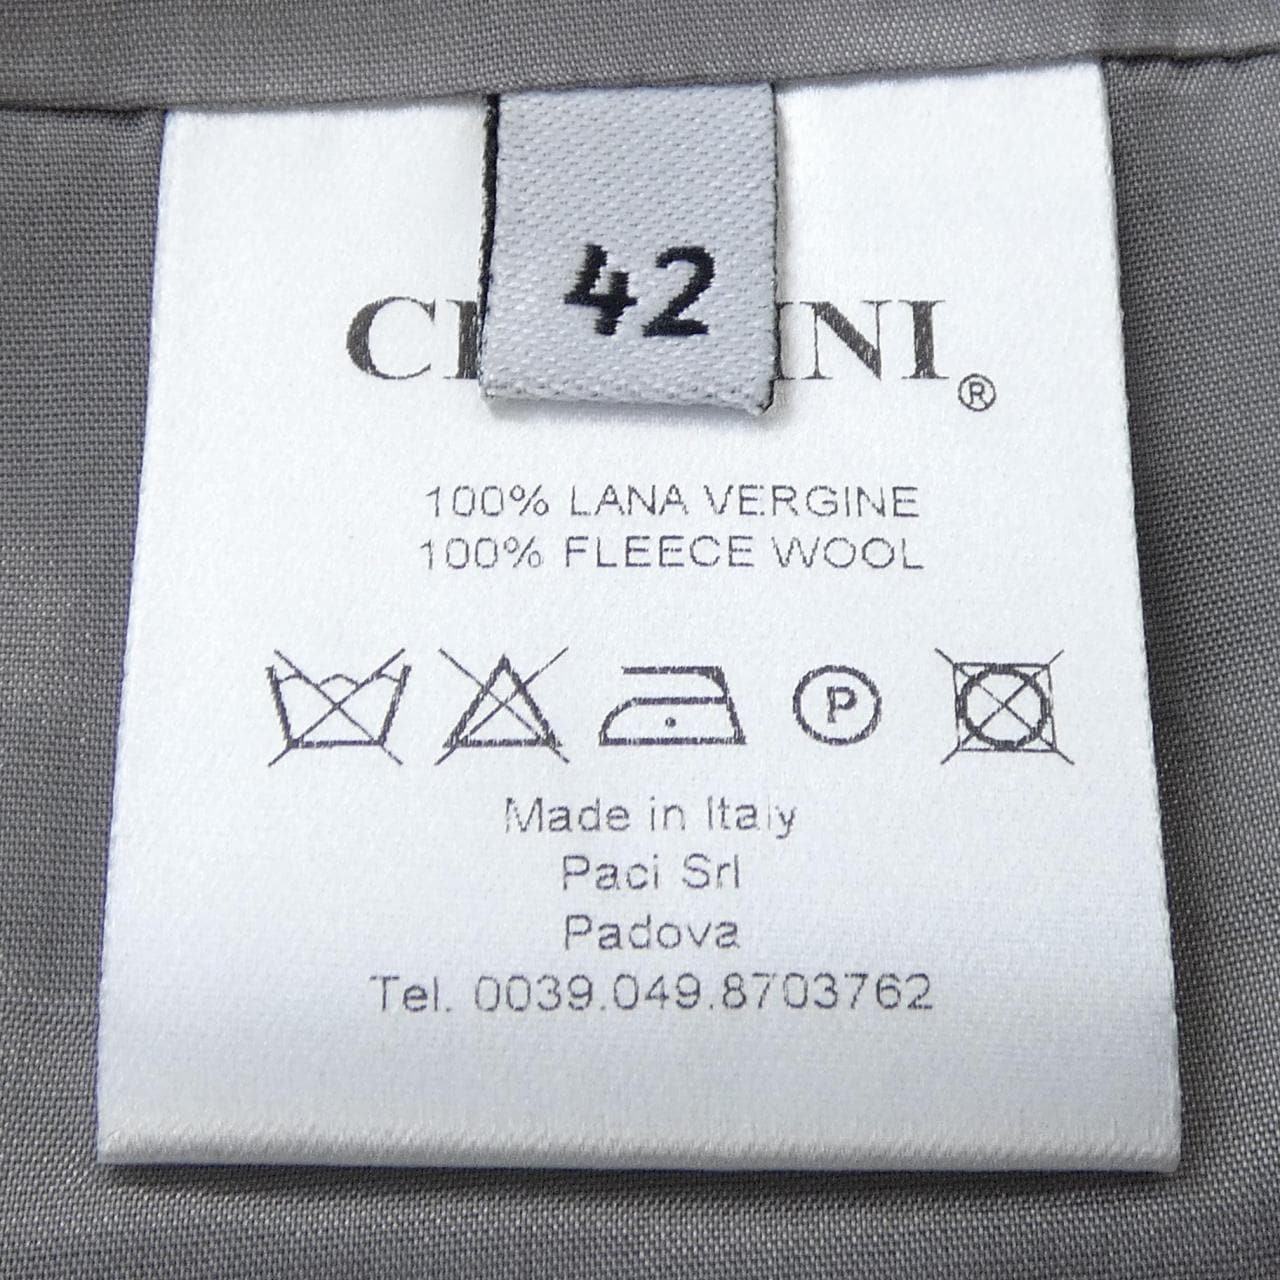 42
100% LANA VERGINE
100% FLEECE WOOL
P
Made in Italy
Paci Srl
Padova
Tel. 0039.049.8703762